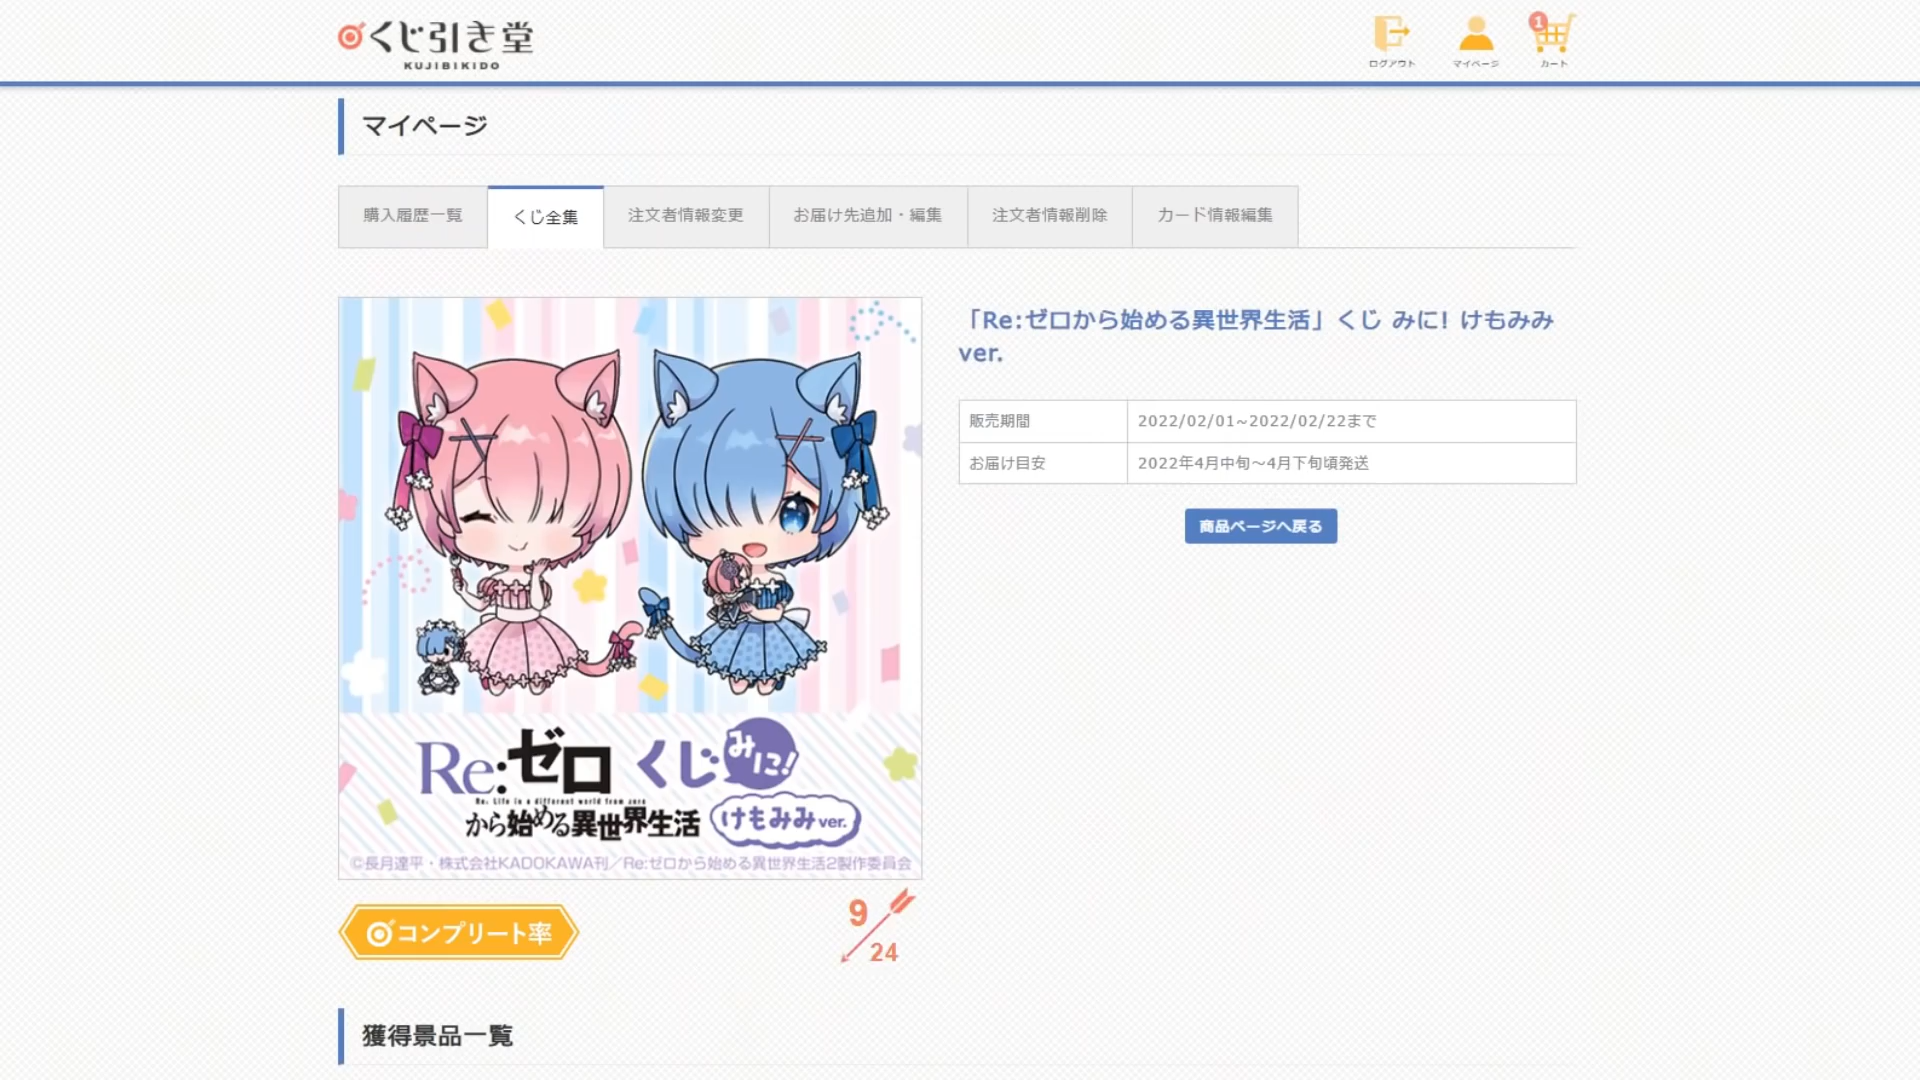 くじ引き堂
KUJIBIKIDO
ログアウト
マイページ
1
カート
マイページ
購入履歴一覧
くじ全集
注文者情報変更
お届け先追加・編集
注文者情報削除
カード情報編集
「Re:ゼロから始める異世界生活」くじ みに! けもみみ
ver.
販売期間
2022/02/01~2022/02/22まで
お届け目安
2022年4月中旬～4月下旬頃発送
商品ページへ戻る
Re:ゼロ
Re: Life in a different world from zero
から始める異世界生活
くじ
みに!
けもみみver.
©長月達平・株式会社KADOKAWA刊／Re:ゼロから始める異世界生活2製作委員会
コンプリート率
9
24
獲得景品一覧